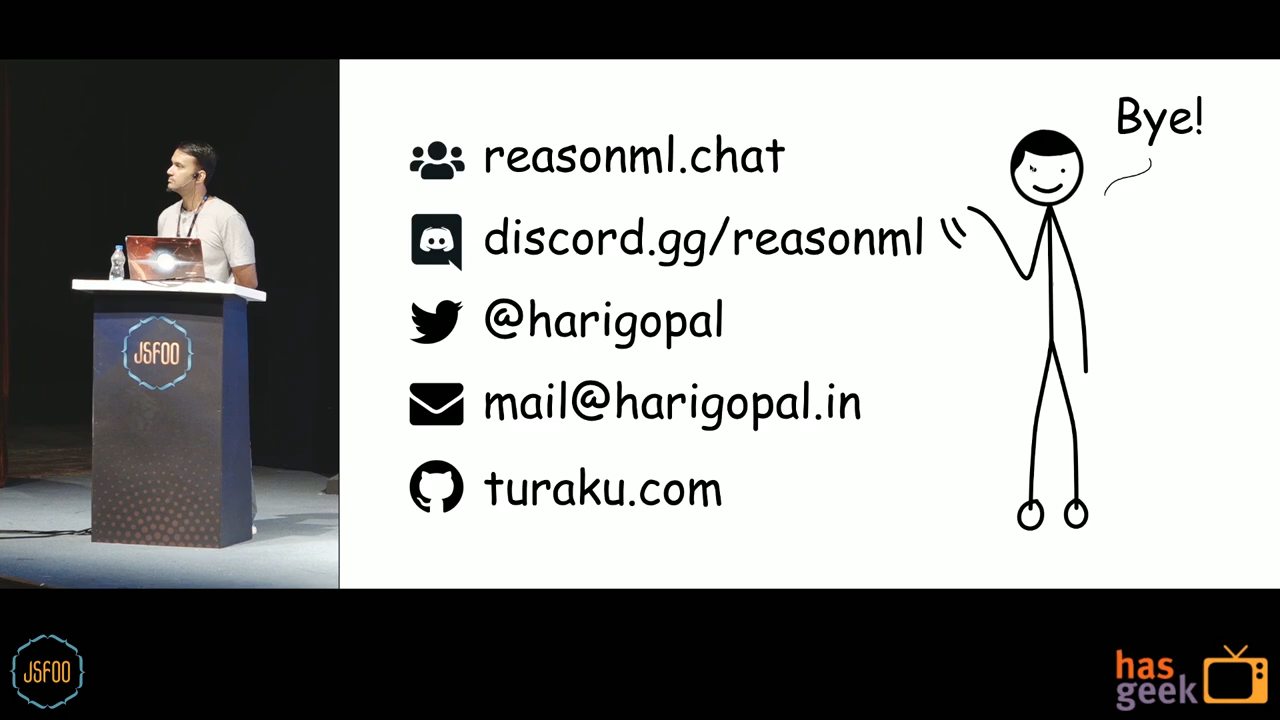 Bye!
reasonml.chat
discord.gg/reasonml
@harigopal
mail@harigopal.in
turaku.com
JSFOO
JSFOO
has
geek